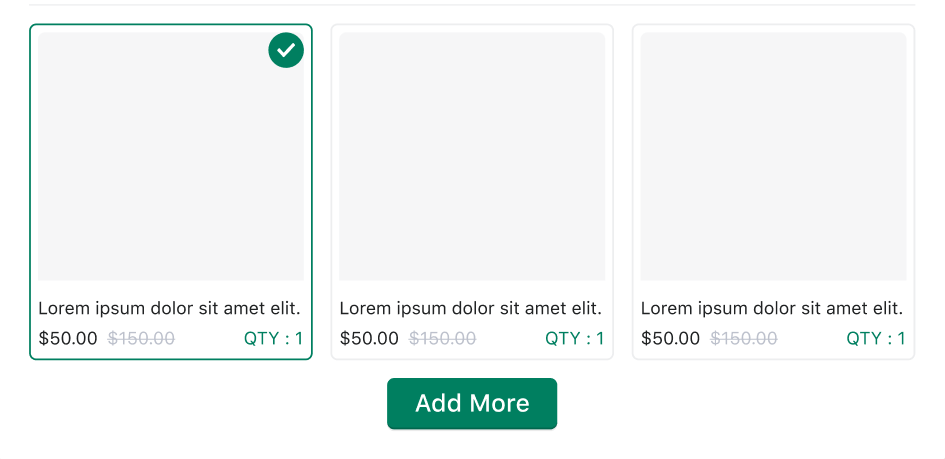 Lorem ipsum dolor sit amet elit.
$50.00 $150.00 QTY : 1
Lorem ipsum dolor sit amet elit.
$50.00 $150.00 QTY : 1
Lorem ipsum dolor sit amet elit.
$50.00 $150.00 QTY : 1
Add More